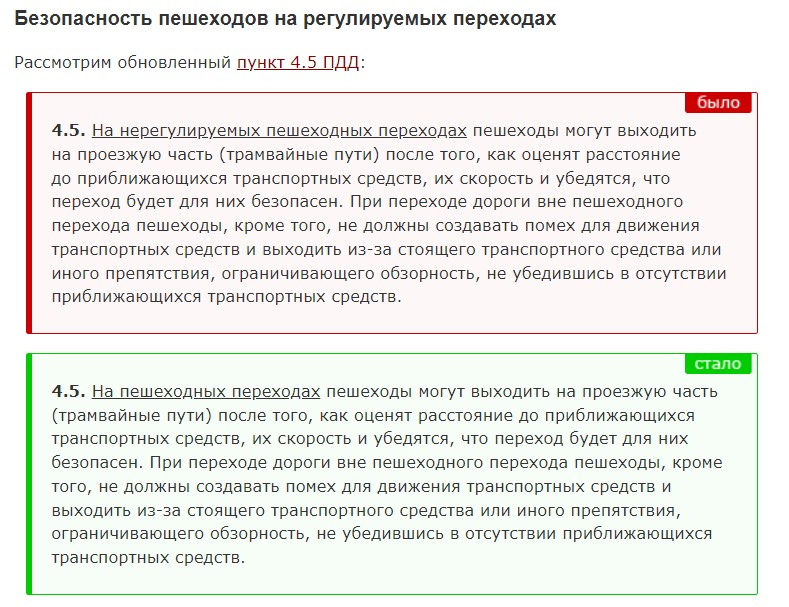 Безопасность пешеходов на регулируемых переходах
Рассмотрим обновленный пункт 4.5 ПДД:
было
4.5. На нерегулируемых пешеходных переходах пешеходы могут выходить
на проезжую часть (трамвайные пути) после того, как оценят расстояние
до приближающихся транспортных средств, их скорость и убедятся, что
переход будет для них безопасен. При переходе дороги вне пешеходного
перехода пешеходы, кроме того, не должны создавать помех для движения
транспортных средств и выходить из-за стоящего транспортного средства или
иного препятствия, ограничивающего обзорность, не убедившись в отсутствии
приближающихся транспортных средств.
стало
4.5. На пешеходных переходах пешеходы могут выходить на проезжую часть
(трамвайные пути) после того, как оценят расстояние до приближающихся
транспортных средств, их скорость и убедятся, что переход будет для них
безопасен. При переходе дороги вне пешеходного перехода пешеходы, кроме
того, не должны создавать помех для движения транспортных средств и
выходить из-за стоящего транспортного средства или иного препятствия,
ограничивающего обзорность, не убедившись в отсутствии приближающихся
транспортных средств.